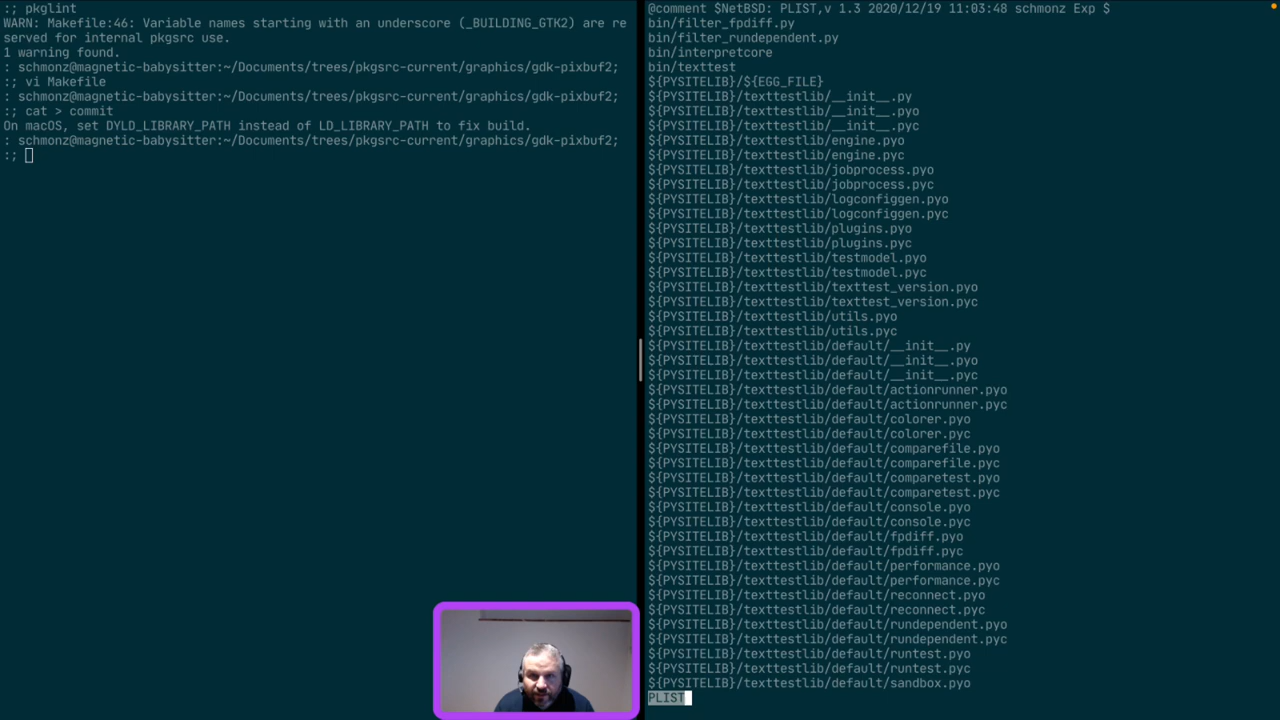 :; pkglint
WARN: Makefile:46: Variable names starting with an underscore (_BUILDING_GTK2) are re
served for internal pkgsrc use.
1 warning found.
: schmonz@magnetic-babysitter:~/Documents/trees/pkgsrc-current/graphics/gdk-pixbuf2;
:; vi Makefile
: schmonz@magnetic-babysitter:~/Documents/trees/pkgsrc-current/graphics/gdk-pixbuf2;
:; cat > commit
On macOS, set DYLD_LIBRARY_PATH instead of LD_LIBRARY_PATH to fix build.
: schmonz@magnetic-babysitter:~/Documents/trees/pkgsrc-current/graphics/gdk-pixbuf2;
:;
@comment $NetBSD: PLIST,v 1.3 2020/12/19 11:03:48 schmonz Exp $
bin/filter_fpdiff.py
bin/filter_rundependent.py
bin/interpretcore
bin/texttest
${PYSITELIB}/${EGG_FILE}
${PYSITELIB}/texttestlib/__init__.py
${PYSITELIB}/texttestlib/__init__.pyo
${PYSITELIB}/texttestlib/__init__.pyc
${PYSITELIB}/texttestlib/engine.pyo
${PYSITELIB}/texttestlib/engine.pyc
${PYSITELIB}/texttestlib/jobprocess.pyo
${PYSITELIB}/texttestlib/jobprocess.pyc
${PYSITELIB}/texttestlib/logconfiggen.pyo
${PYSITELIB}/texttestlib/logconfiggen.pyc
${PYSITELIB}/texttestlib/plugins.pyo
${PYSITELIB}/texttestlib/plugins.pyc
${PYSITELIB}/texttestlib/testmodel.pyo
${PYSITELIB}/texttestlib/testmodel.pyc
${PYSITELIB}/texttestlib/texttest_version.pyo
${PYSITELIB}/texttestlib/texttest_version.pyc
${PYSITELIB}/texttestlib/utils.pyo
${PYSITELIB}/texttestlib/utils.pyc
${PYSITELIB}/texttestlib/default/__init__.py
${PYSITELIB}/texttestlib/default/__init__.pyo
${PYSITELIB}/texttestlib/default/__init__.pyc
${PYSITELIB}/texttestlib/default/actionrunner.pyo
${PYSITELIB}/texttestlib/default/actionrunner.pyc
${PYSITELIB}/texttestlib/default/colorer.pyo
${PYSITELIB}/texttestlib/default/colorer.pyc
${PYSITELIB}/texttestlib/default/comparefile.pyo
${PYSITELIB}/texttestlib/default/comparefile.pyc
${PYSITELIB}/texttestlib/default/comparetest.pyo
${PYSITELIB}/texttestlib/default/comparetest.pyc
${PYSITELIB}/texttestlib/default/console.pyo
${PYSITELIB}/texttestlib/default/console.pyc
${PYSITELIB}/texttestlib/default/fpdiff.pyo
${PYSITELIB}/texttestlib/default/fpdiff.pyc
${PYSITELIB}/texttestlib/default/performance.pyo
${PYSITELIB}/texttestlib/default/performance.pyc
${PYSITELIB}/texttestlib/default/reconnect.pyo
${PYSITELIB}/texttestlib/default/reconnect.pyc
${PYSITELIB}/texttestlib/default/rundependent.pyo
${PYSITELIB}/texttestlib/default/rundependent.pyc
${PYSITELIB}/texttestlib/default/runtest.pyo
${PYSITELIB}/texttestlib/default/runtest.pyc
${PYSITELIB}/texttestlib/default/sandbox.pyo
PLIST